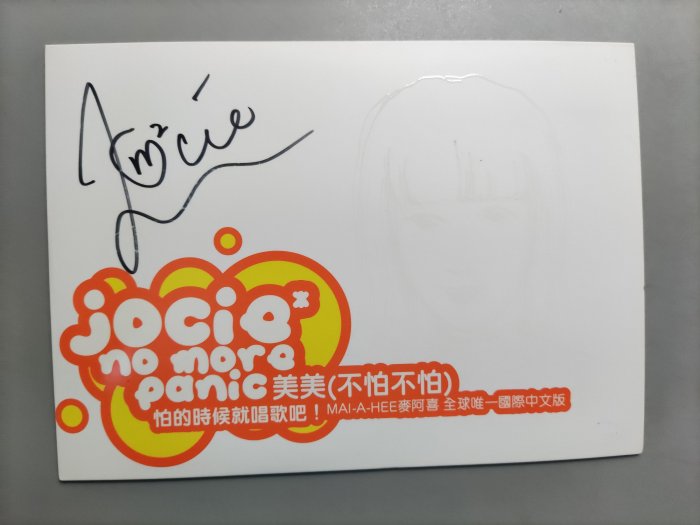 Jocie
m2
jocie
no more
panic 美美(不怕不怕)
怕的時候就唱歌吧！ MAI-A-HEE麥阿喜 全球唯一國際中文版